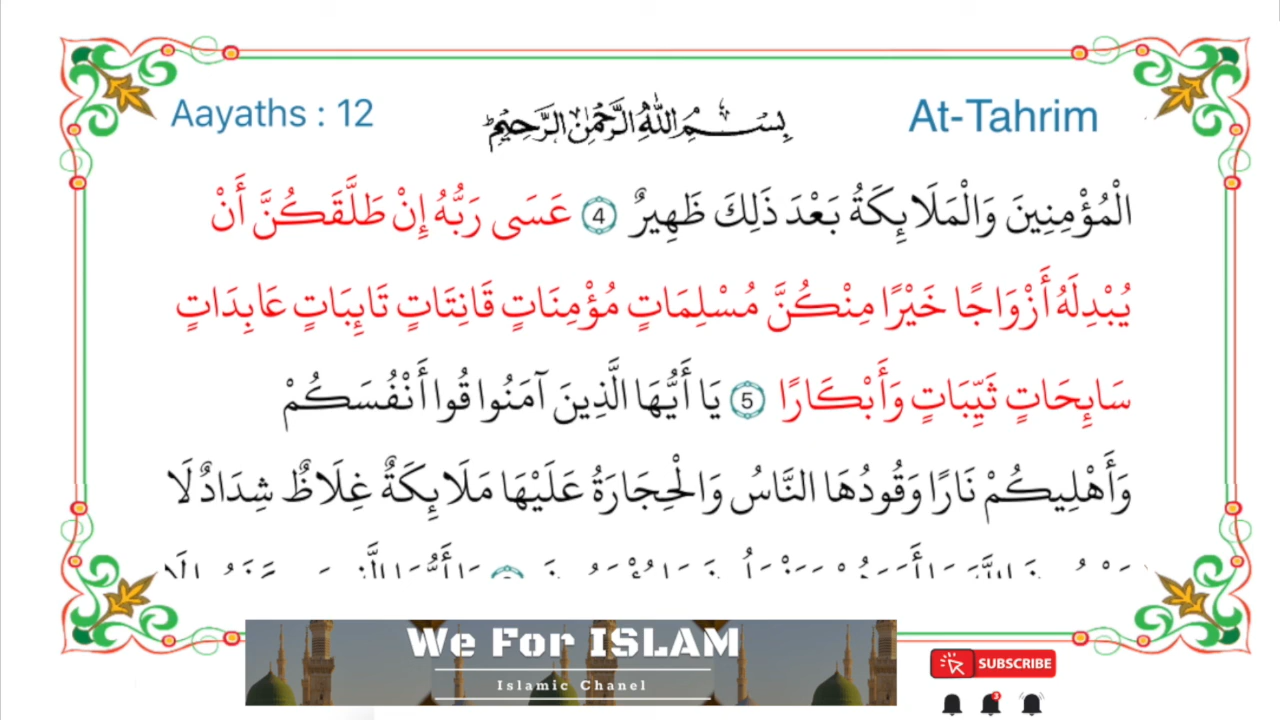 Aayaths : 12
بِسْمِ اللهِ الرَّحْمٰنِ الرَّحِيْمِ
At-Tahrim
الْمُؤْمِنِينَ وَالْمَلَائِكَةُ بَعْدَ ذَلِكَ ظَهِيرٌ 4 عَسَى رَبُّهُ إِنْ طَلَّقَكُنَّ أَنْ
يُبْدِلَهُ أَزْوَاجًا خَيْرًا مِنْكُنَّ مُسْلِمَاتٍ مُؤْمِنَاتٍ قَانِتَاتٍ تَائِبَاتٍ عَابِدَاتٍ
سَائِحَاتٍ ثَيِّبَاتٍ وَأَبْكَارًا 5 يَا أَيُّهَا الَّذِينَ آمَنُوا قُوا أَنْفُسَكُمْ
وَأَهْلِيكُمْ نَارًا وَقُودُهَا النَّاسُ وَالْحِجَارَةُ عَلَيْهَا مَلَائِكَةٌ غِلَاظٌ شِدَادٌ لَا
We For ISLAM
Islamic Chanel
SUBSCRIBE
3